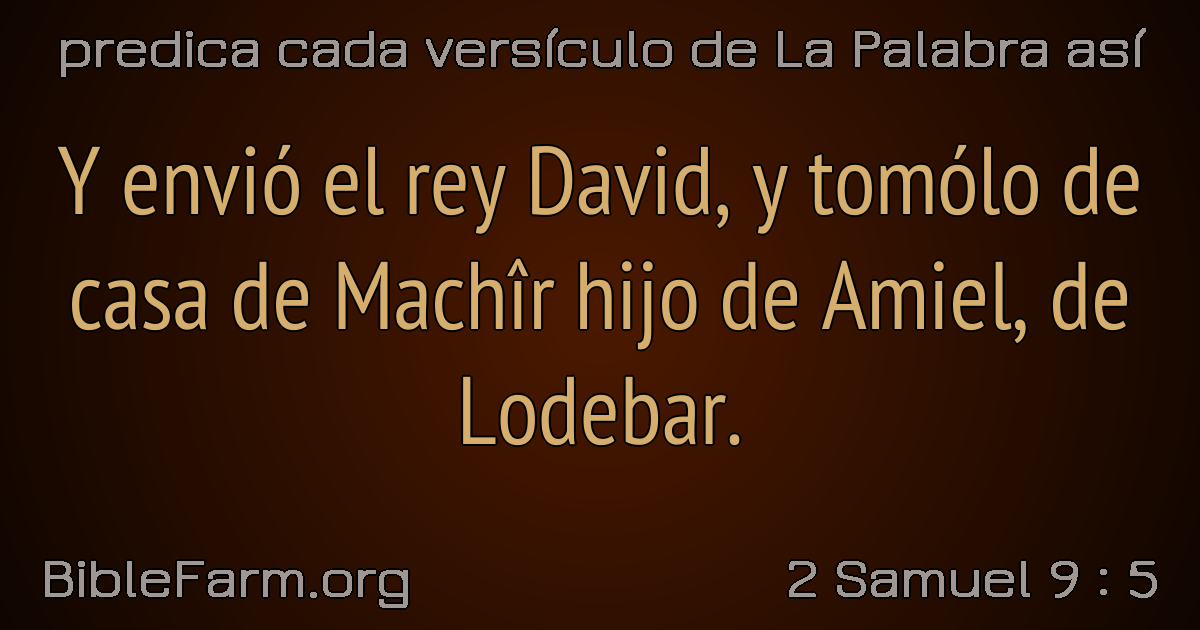 predica cada versículo de La Palabra así
Y envió el rey David, y tomólo de
casa de Machîr hijo de Amiel, de
Lodebar.
BibleFarm.org
2 Samuel 9 : 5